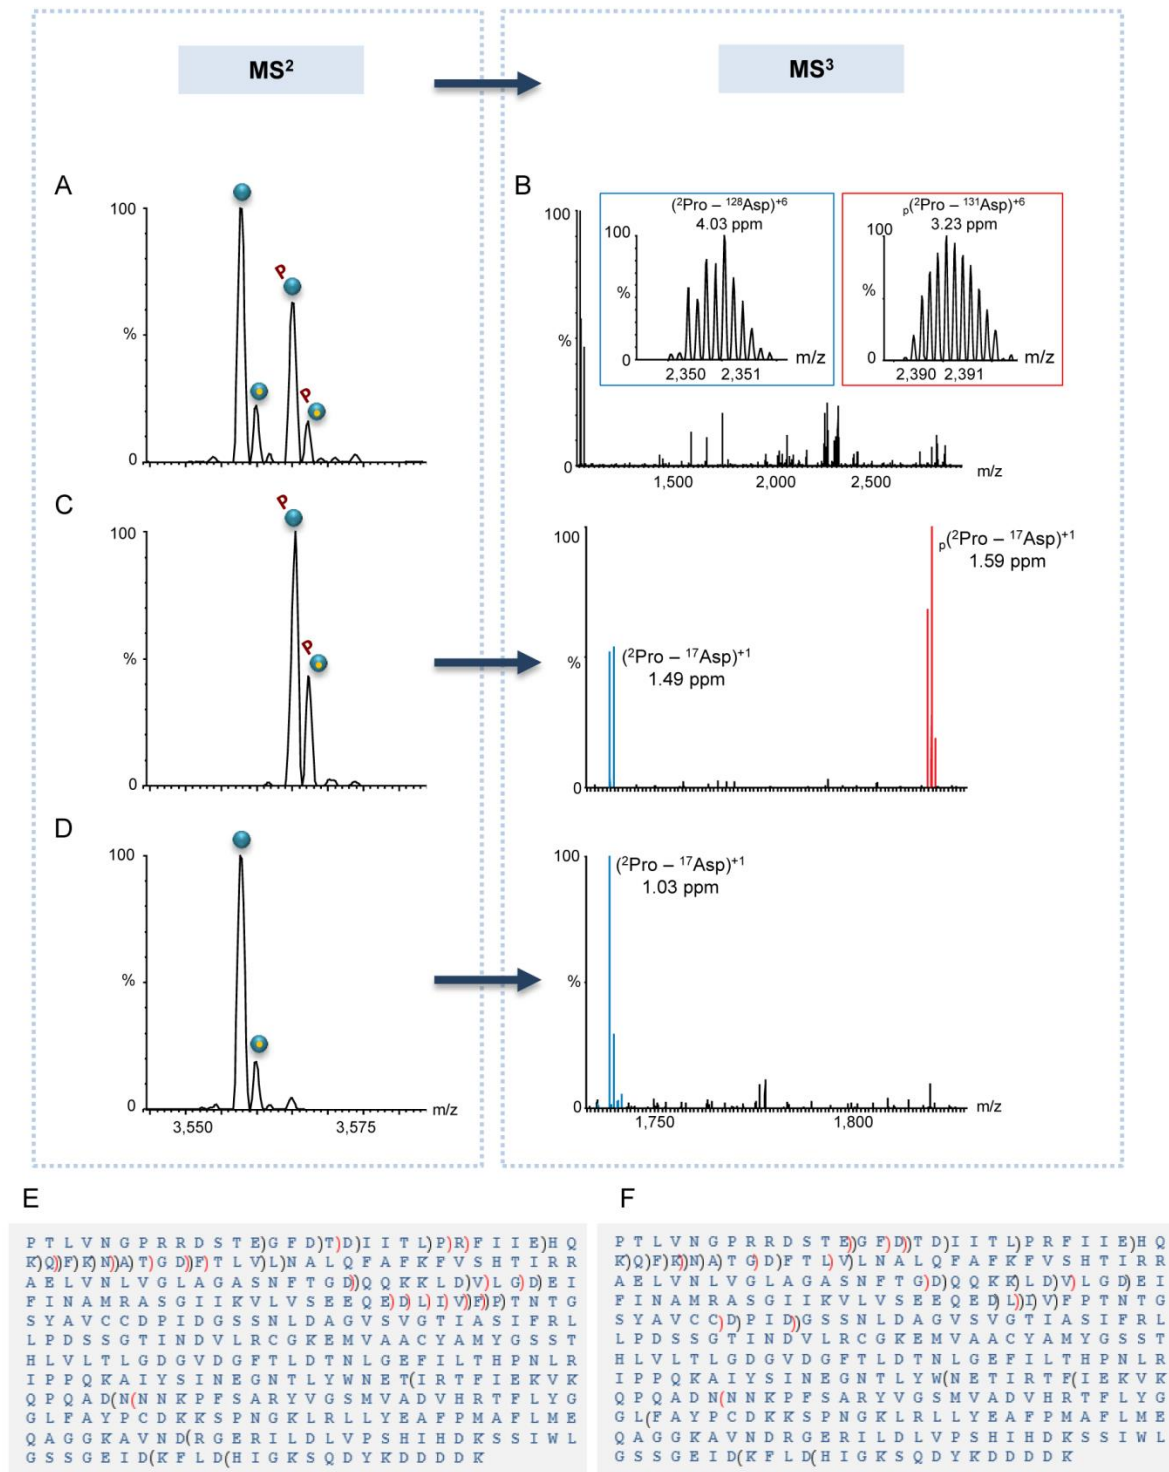 MS²
MS³
A
100
%
0
P
P
B
100
%
0
(²Pro – ¹²⁸Asp)⁺⁶
4.03 ppm
100
%
0
2,350 2,351
m/z
ₚ(²Pro – ¹³¹Asp)⁺⁶
3.23 ppm
100
%
0
2,390 2,391
m/z
1,500 2,000 2,500
m/z
C
100
%
0
P
P
100
%
0
(²Pro – ¹⁷Asp)⁺¹
1.49 ppm
ₚ(²Pro – ¹⁷Asp)⁺¹
1.59 ppm
D
100
%
0
3,550 3,575
m/z
100
%
0
(²Pro – ¹⁷Asp)⁺¹
1.03 ppm
1,750 1,800
m/z
E
P T L V N G P R R D S T E)G F D)T)D)I I T L)P)R)F I I E)H Q
K)Q)F)K)N)A)T)G)D)F)T L V)L)N A L Q F A F K F V S H T I R R
A E L V N L V G L A G A S N F T G D)Q Q K K L D)V)L G)D)E I
F I N A M R A S G I I K V L V S E E Q E)D)L)I)V)F)P)T N T G
S Y A V C C D P I D G S S N L D A G V S V G T I A S I F R L
L P D S S G T I N D V L R C G K E M V A A C Y A M Y G S S T
H L V L T L G D G V D G F T L D T N L G E F I L T H P N L R
I P P Q K A I Y S I N E G N T L Y W N E T(I R T F I E K V K
Q P Q A D(N(N N K P F S A R Y V G S M V A D V H R T F L Y G
G L F A Y P C D K K S P N G K L R L L Y E A F P M A F L M E
Q A G G K A V N D(R G E R I L D L V P S H I H D K S S I W L
G S S G E I D(K F L D(H I G K S Q D Y K D D D D K
F
P T L V N G P R R D S T E)G F)D)T D)I I T L)P R F I I E)H Q
K)Q)F)K)N)A)T G)D)F T L)V)L N A L Q F A F K F V S H T I R R
A E L V N L V G L A G A S N F T G)D)Q Q K K)L D)V)L G D)E I
F I N A M R A S G I I K V L V S E E Q E D)L)I)V)F P T N T G
S Y A V C C)D)P I D)G S S N L D A G V S V G T I A S I F R L
L P D S S G T I N D V L R C G K E M V A A C Y A M Y G S S T
H L V L T L G D G V D G F T L D T N L G E F I L T H P N L R
I P P Q K A I Y S I N E G N T L Y W(N E T I R T F(I E K V K
Q P Q A D N(N N K P F S A R Y V G S M V A D V H R T F L Y G
G L(F A Y P C D K K S P N G K L R L L Y E A F P M A F L M E
Q A G G K A V N D R G E R I L D L V P S H I H D K S S I W L
G S S G E I D(K F L D(H I G K S Q D Y K D D D D K